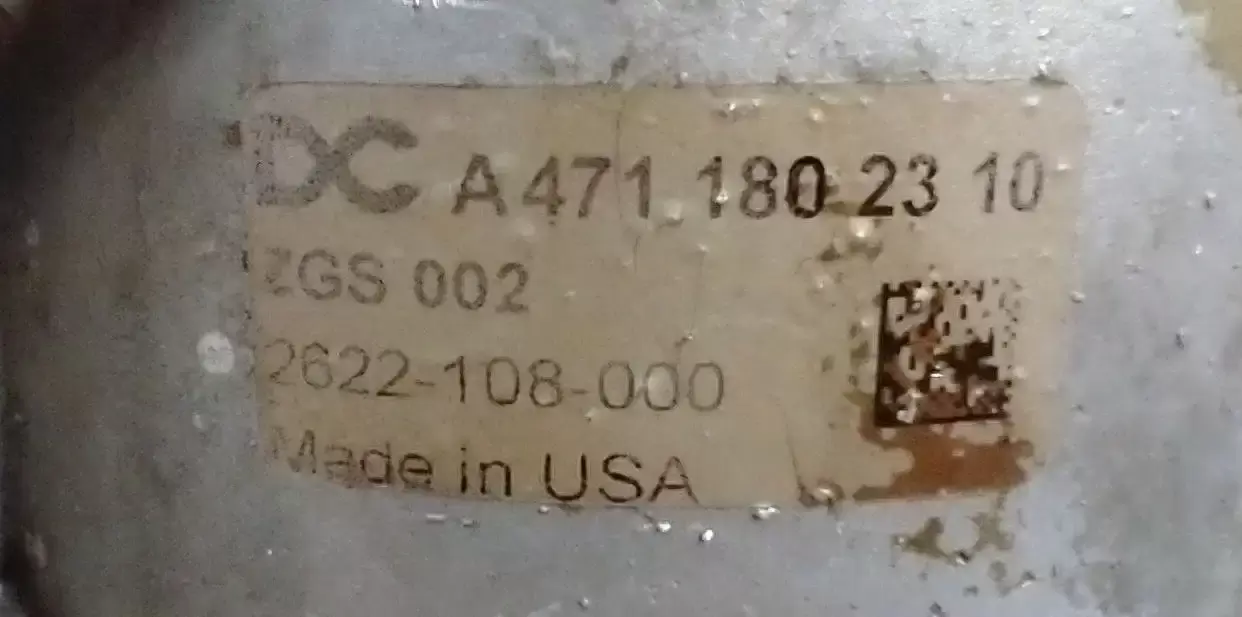 DC A 471 180 23 10
ZGS 002
2622-108-000
Made in USA